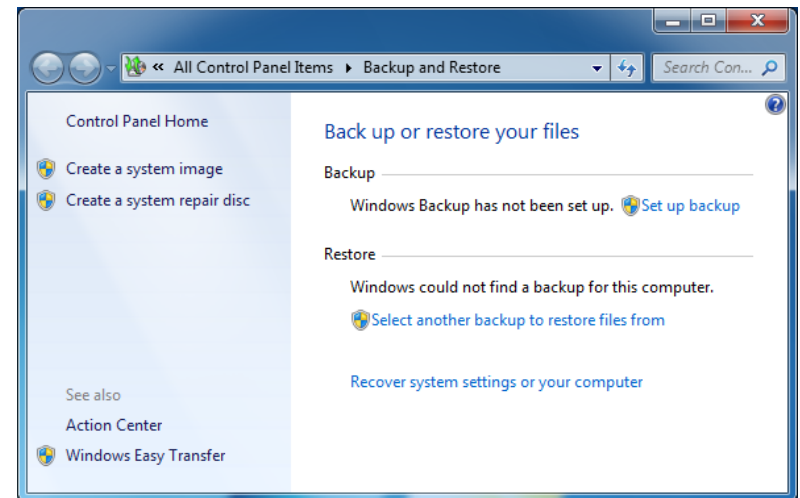 « All Control Panel Items ▸ Backup and Restore
Search Con...
Control Panel Home
Create a system image
Create a system repair disc
See also
Action Center
Windows Easy Transfer
Back up or restore your files
Backup
Windows Backup has not been set up. Set up backup
Restore
Windows could not find a backup for this computer.
Select another backup to restore files from
Recover system settings or your computer